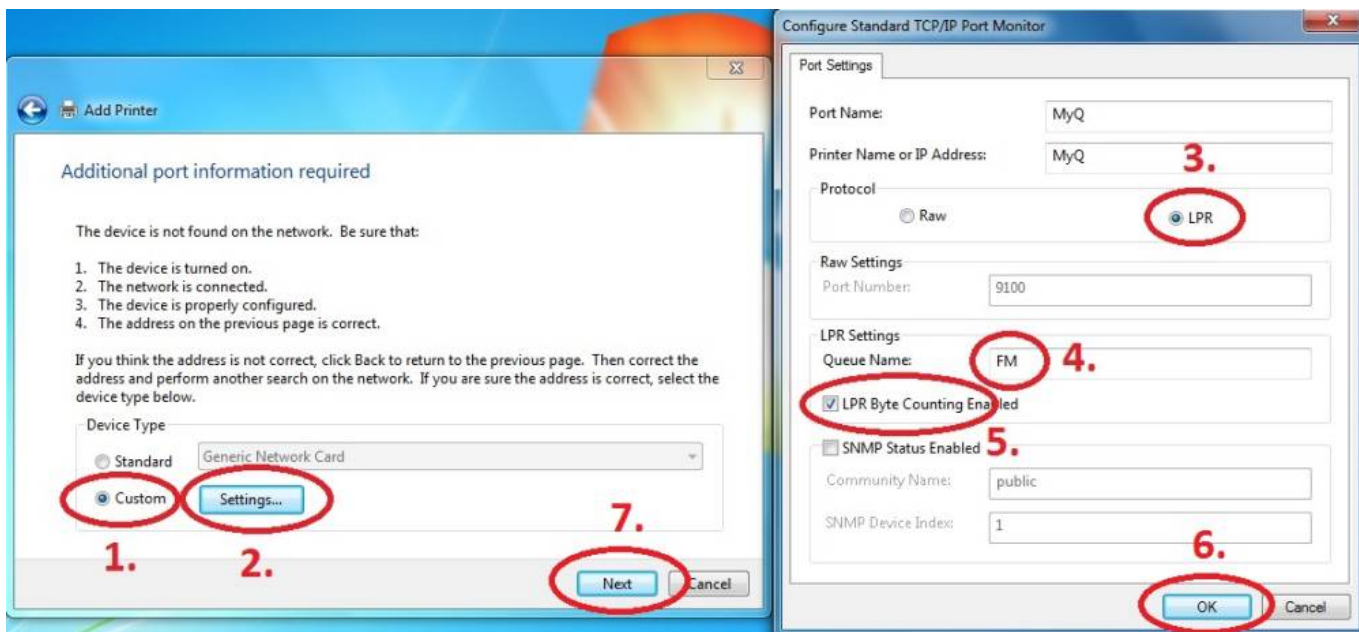 Add Printer
Additional port information required
The device is not found on the network. Be sure that:
1. The device is turned on.
2. The network is connected.
3. The device is properly configured.
4. The address on the previous page is correct.
If you think the address is not correct, click Back to return to the previous page. Then correct the
address and perform another search on the network. If you are sure the address is correct, select the
device type below.
Device Type
Standard Generic Network Card
Custom Settings...
1. 2.
7.
Next Cancel
Configure Standard TCP/IP Port Monitor
Port Settings
Port Name: MyQ
Printer Name or IP Address: MyQ
3.
Protocol
Raw LPR
Raw Settings
Port Number: 9100
LPR Settings
Queue Name: FM 4.
LPR Byte Counting Enabled
SNMP Status Enabled 5.
Community Name: public
SNMP Device Index: 1
6.
OK Cancel